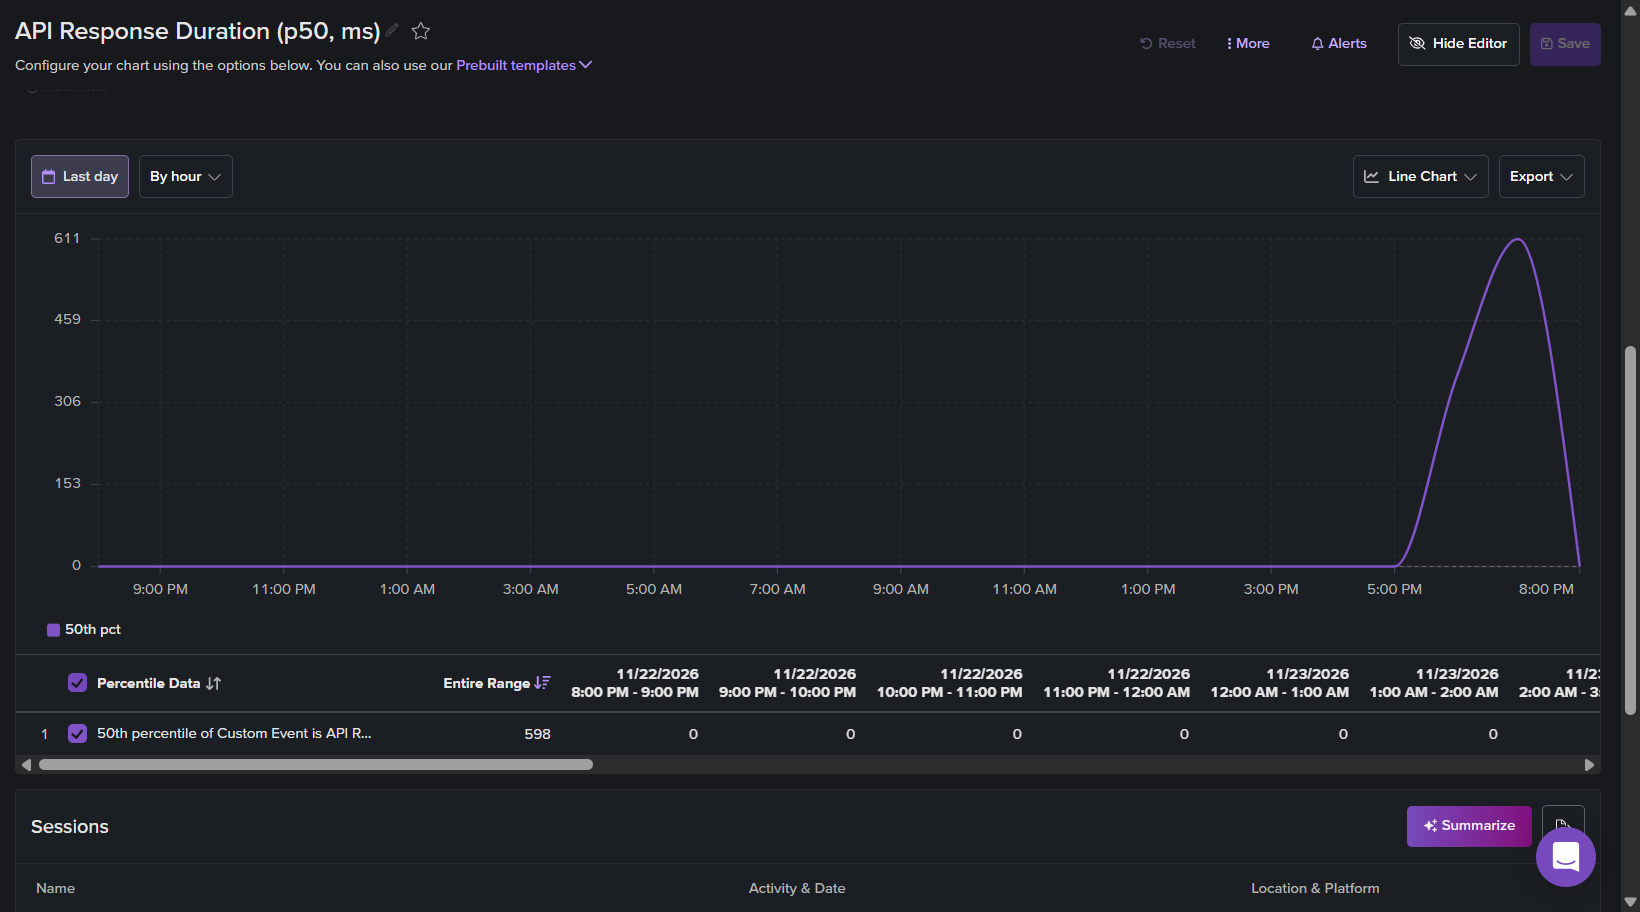 API Response Duration (p50, ms)
Reset
More
Alerts
Hide Editor
Save
Configure your chart using the options below. You can also use our Prebuilt templates
Last day
By hour
Line Chart
Export
611
459
306
153
0
9:00 PM 11:00 PM 1:00 AM 3:00 AM 5:00 AM 7:00 AM 9:00 AM 11:00 AM 1:00 PM 3:00 PM 5:00 PM 8:00 PM
50th pct
Percentile Data
Entire Range
11/22/2026 11/22/2026 11/22/2026 11/22/2026 11/23/2026 11/23/2026 11/2
8:00 PM - 9:00 PM 9:00 PM - 10:00 PM 10:00 PM - 11:00 PM 11:00 PM - 12:00 AM 12:00 AM - 1:00 AM 1:00 AM - 2:00 AM 2:00 AM - 3
1 50th percentile of Custom Event is API R... 598 0 0 0 0 0 0
Sessions
Summarize
Name Activity & Date Location & Platform